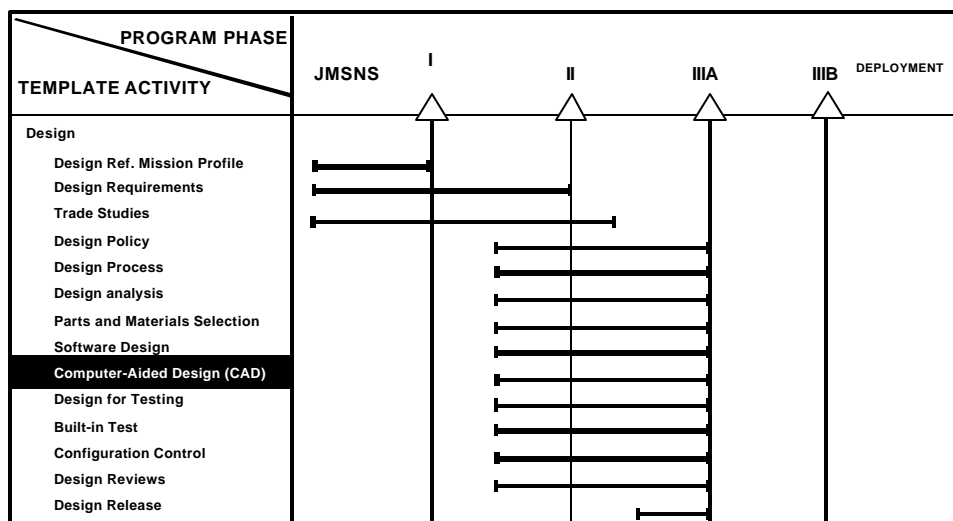 PROGRAM PHASE
TEMPLATE ACTIVITY
JMSNS
I
II
IIIA
IIIB
DEPLOYMENT
Design
Design Ref. Mission Profile
Design Requirements
Trade Studies
Design Policy
Design Process
Design analysis
Parts and Materials Selection
Software Design
Computer-Aided Design (CAD)
Design for Testing
Built-in Test
Configuration Control
Design Reviews
Design Release